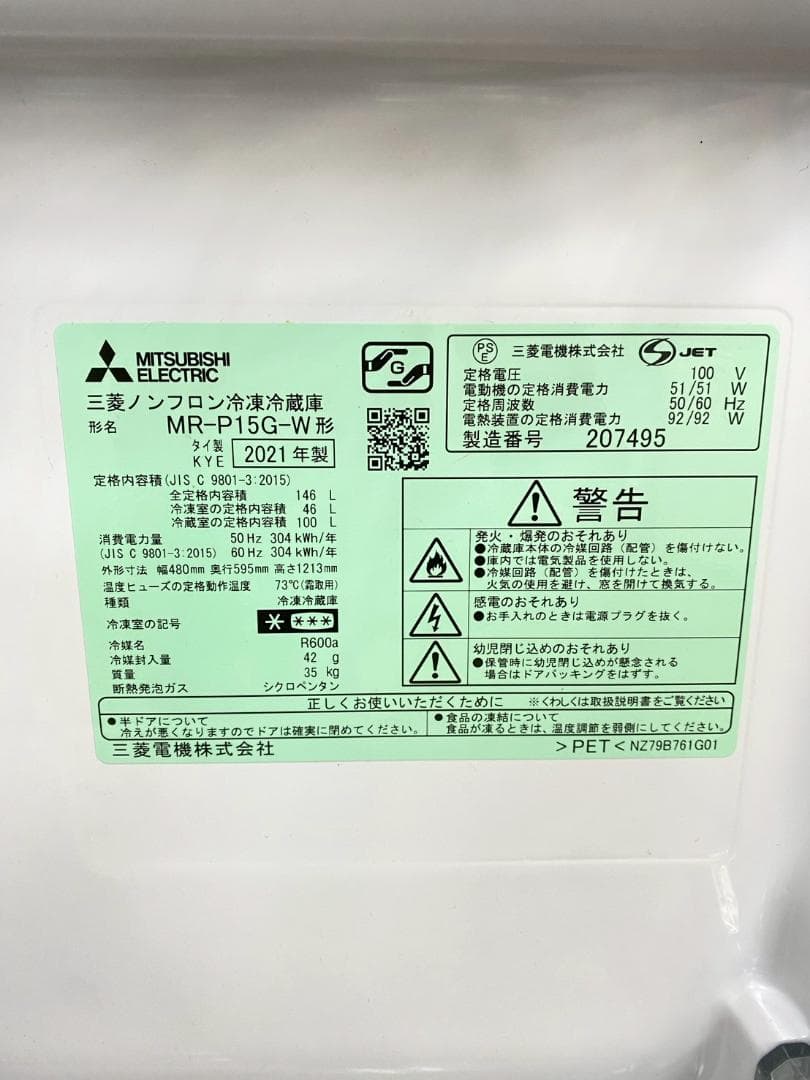 MITSUBISHI
ELECTRIC
G
三菱ノンフロン冷凍冷蔵庫
形名 MR-P15G-W形
タイ製
KYE 2021年製
PS
E 三菱電機株式会社 S JET
定格電圧 100 V
電動機の定格消費電力 51/51 W
定格周波数 50/60 Hz
電熱装置の定格消費電力 92/92 W
製造番号 207495
定格内容積(JIS C 9801-3:2015)
全定格内容積 146 L
冷凍室の定格内容積 46 L
冷蔵室の定格内容積 100 L
消費電力量 50Hz 304kWh/年
(JIS C 9801-3:2015) 60Hz 304kWh/年
外形寸法 幅480mm 奥行595mm 高さ1213mm
温度ヒューズの定格動作温度 73℃(霜取用)
種類 冷凍冷蔵庫
冷凍室の記号 * ***
冷媒名 R600a
冷媒封入量 42 g
質量 35 kg
断熱発泡ガス シクロペンタン
警告
発火・爆発のおそれあり
●冷蔵庫本体の冷媒回路(配管)を傷付けない。
●庫内では電気製品を使用しない。
●冷媒回路(配管)を傷付けたときは、
火気の使用を避け、窓を開けて換気する。
感電のおそれあり
●お手入れのときは電源プラグを抜く。
幼児閉じ込めのおそれあり
●保管時に幼児閉じ込めが懸念される
場合はドアパッキングをはずす。
正しくお使いいただくために ※くわしくは取扱説明書をご覧ください
●半ドアについて
冷えが悪くなりますのでドアは確実に閉めてください。
●食品の凍結について
食品が凍るときは、温度調節を弱側にしてください。
三菱電機株式会社 >PET< NZ79B761G01